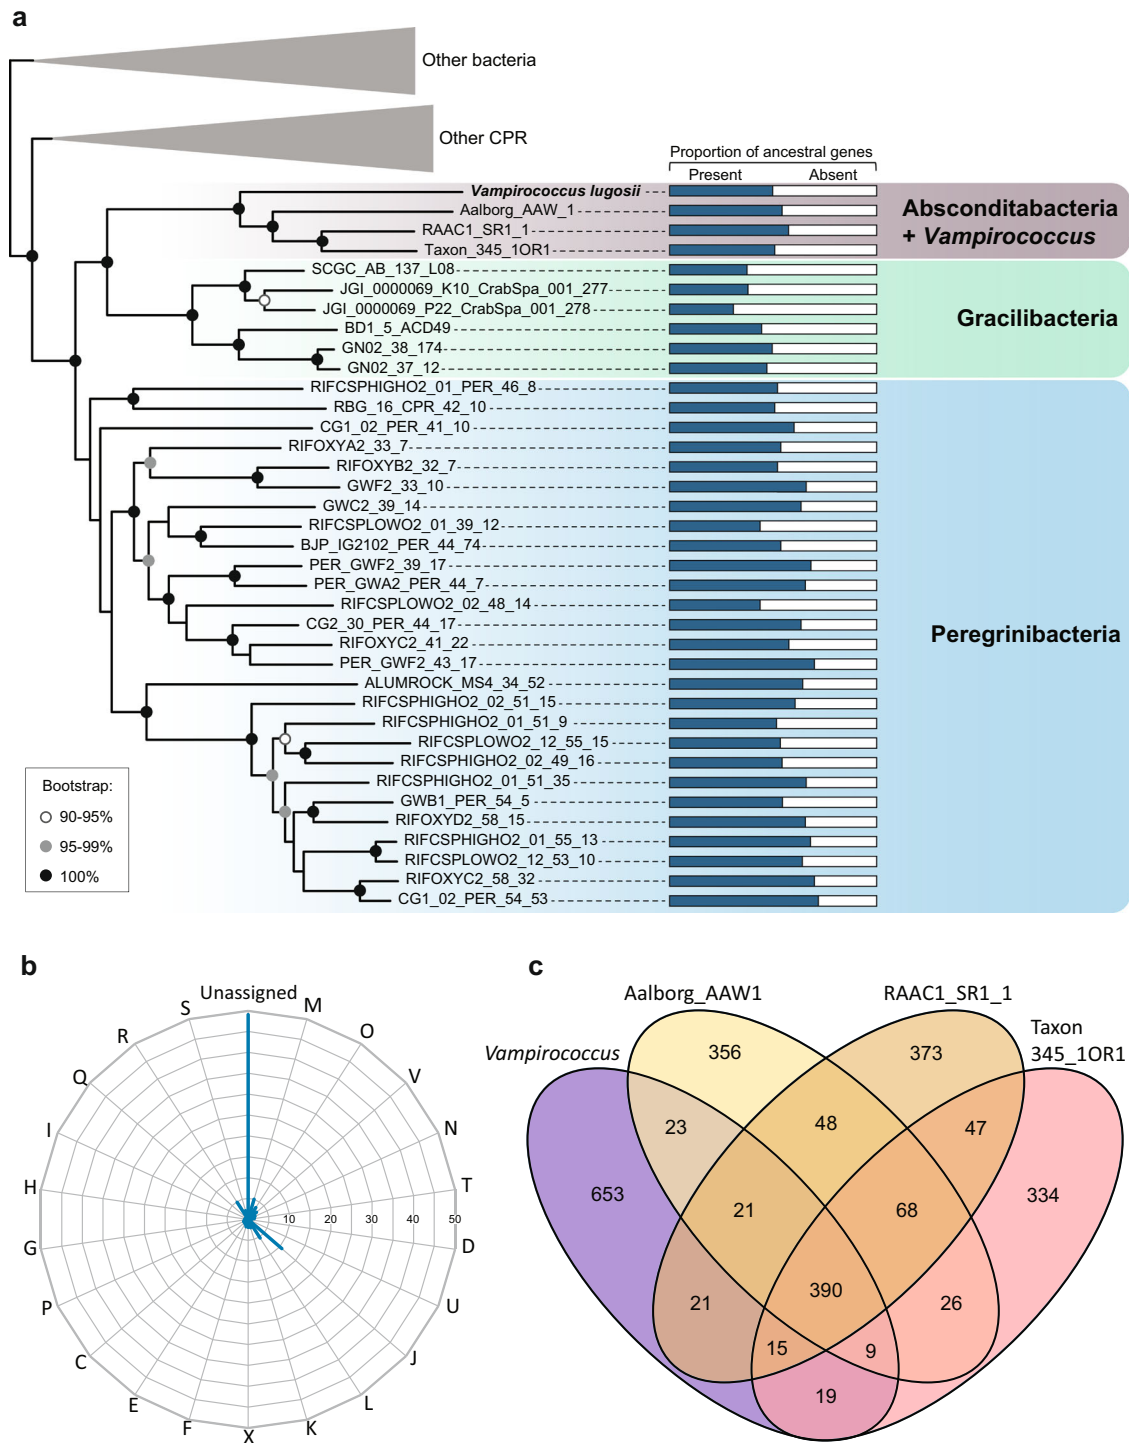 a
Other bacteria
Other CPR
Proportion of ancestral genes
Present Absent
Vampirococcus lugosii
Aalborg_AAW_1
RAAC1_SR1_1
Taxon_345_1OR1
Absconditabacteria
+ Vampirococcus
SCGC_AB_137_L08
JGI_0000069_K10_CrabSpa_001_277
JGI_0000069_P22_CrabSpa_001_278
BD1_5_ACD49
GN02_38_174
GN02_37_12
Gracilibacteria
RIFCSPHIGHO2_01_PER_46_8
RBG_16_CPR_42_10
CG1_02_PER_41_10
RIFOXYA2_33_7
RIFOXYB2_32_7
GWF2_33_10
GWC2_39_14
RIFCSPLOWO2_01_39_12
BJP_IG2102_PER_44_74
PER_GWF2_39_17
PER_GWA2_PER_44_7
RIFCSPLOWO2_02_48_14
CG2_30_PER_44_17
RIFOXYC2_41_22
PER_GWF2_43_17
ALUMROCK_MS4_34_52
RIFCSPHIGHO2_02_51_15
RIFCSPHIGHO2_01_51_9
RIFCSPLOWO2_12_55_15
RIFCSPHIGHO2_02_49_16
RIFCSPHIGHO2_01_51_35
GWB1_PER_54_5
RIFOXYD2_58_15
RIFCSPHIGHO2_01_55_13
RIFCSPLOWO2_12_53_10
RIFOXYC2_58_32
CG1_02_PER_54_53
Peregrinibacteria
Bootstrap:
90-95%
95-99%
100%
b
Unassigned
M
O
V
N
T
D
U
J
L
K
X
F
E
C
P
G
H
I
Q
R
S
10 20 30 40 50
c
Aalborg_AAW1
RAAC1_SR1_1
Vampirococcus
Taxon
345_1OR1
356
373
23
48
47
653
21
68
334
21
390
26
15
9
19